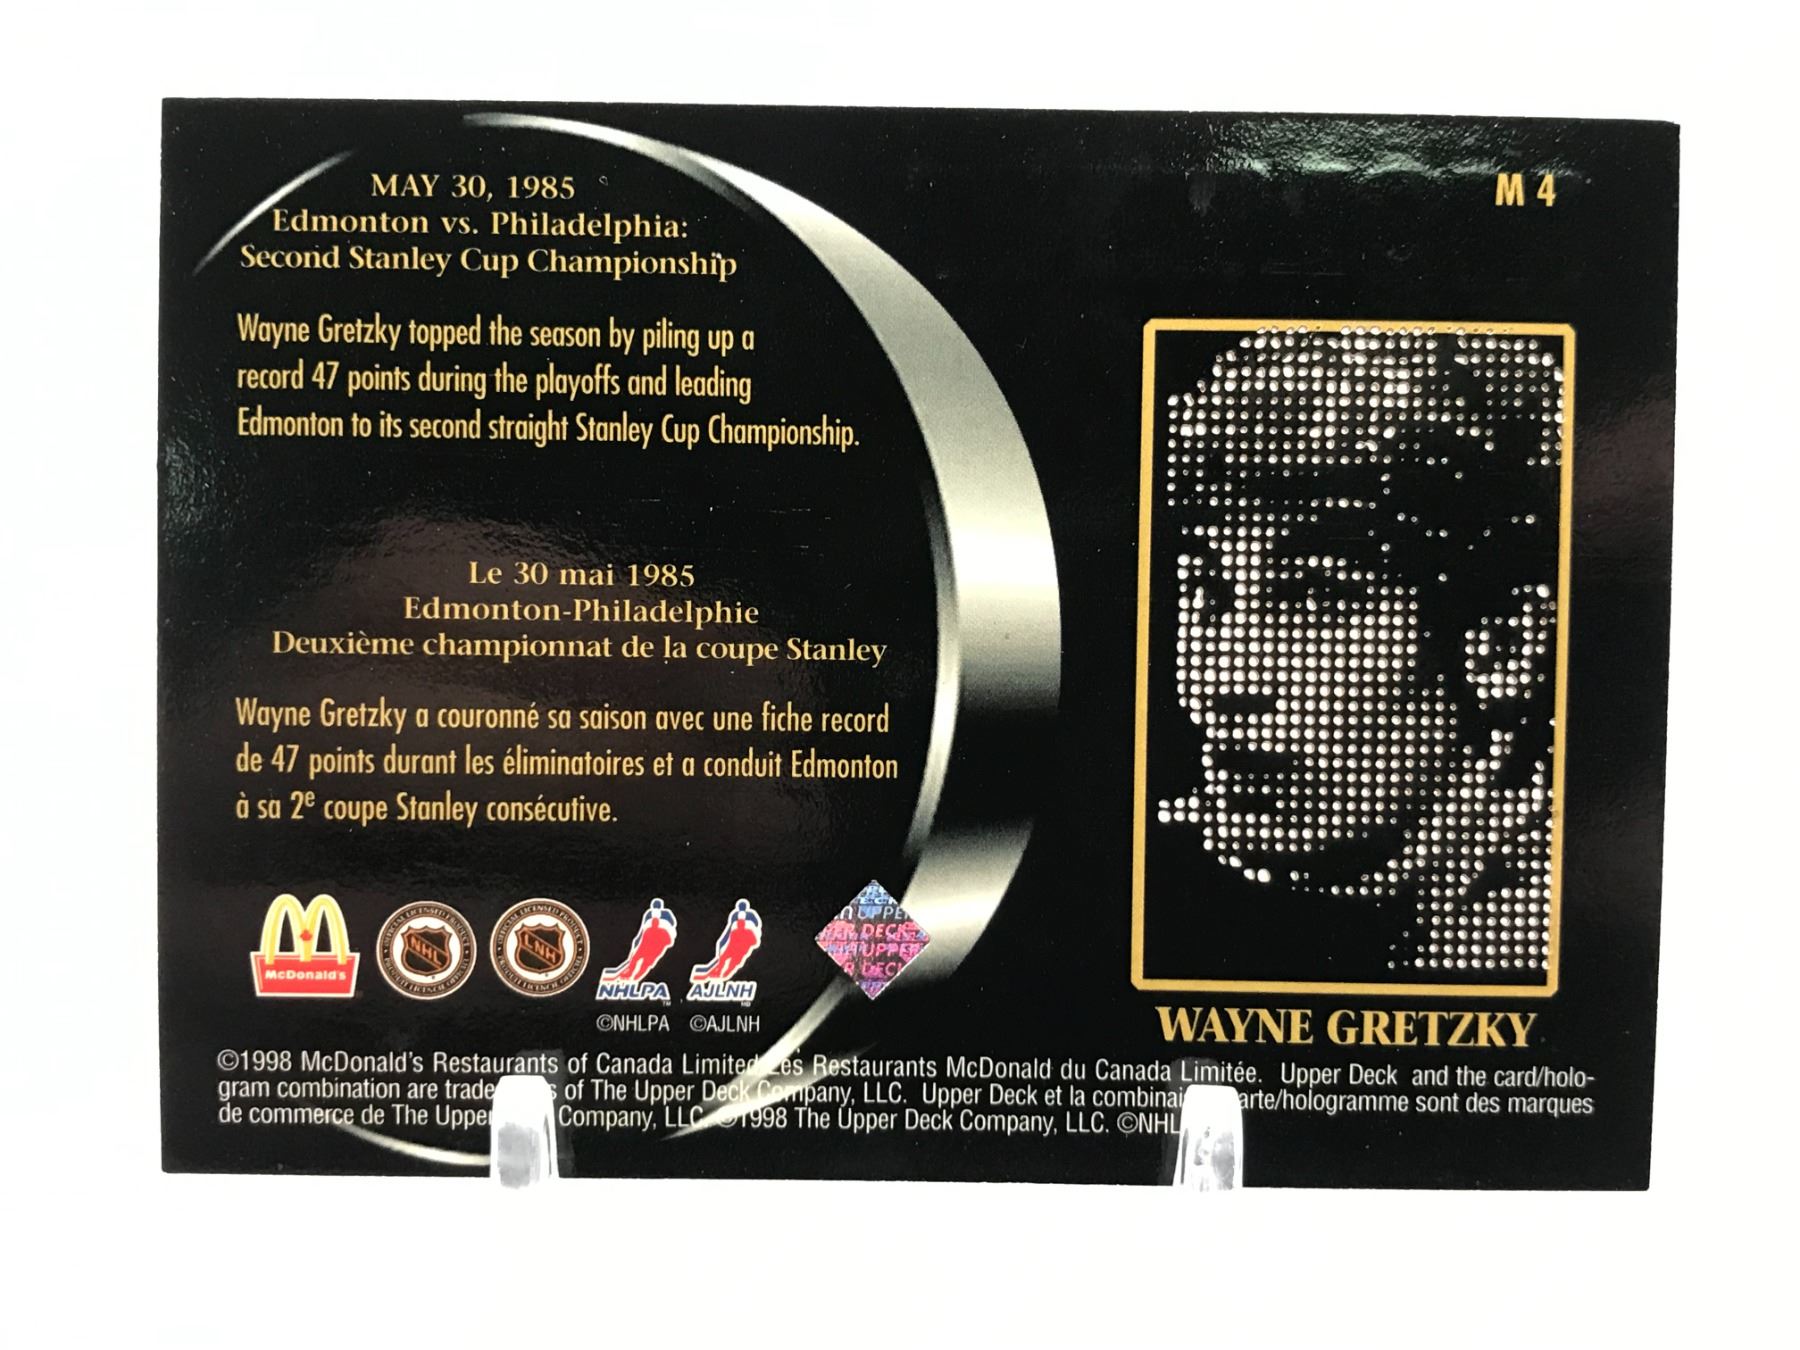 MAY 30, 1985
Edmonton vs. Philadelphia:
Second Stanley Cup Championship
Wayne Gretzky topped the season by piling up a
record 47 points during the playoffs and leading
Edmonton to its second straight Stanley Cup Championship.
Le 30 mai 1985
Edmonton-Philadelphie
Deuxième championnat de la coupe Stanley
Wayne Gretzky a couronné sa saison avec une fiche record
de 47 points durant les éliminatoires et a conduit Edmonton
à sa 2e coupe Stanley consécutive.
M 4
WAYNE GRETZKY
McDonald's
NHL
LNH
NHLPA
AJLNH
UPPER
DECK
©NHLPA ©AJLNH
©1998 McDonald's Restaurants of Canada Limited/Les Restaurants McDonald du Canada Limitée. Upper Deck and the card/holo-
gram combination are of The Upper Deck Company, LLC. Upper Deck et la sont des marques
de commerce de The Upper Company, LLC. ©1998 The Upper Deck Company, LLC. ©NHL